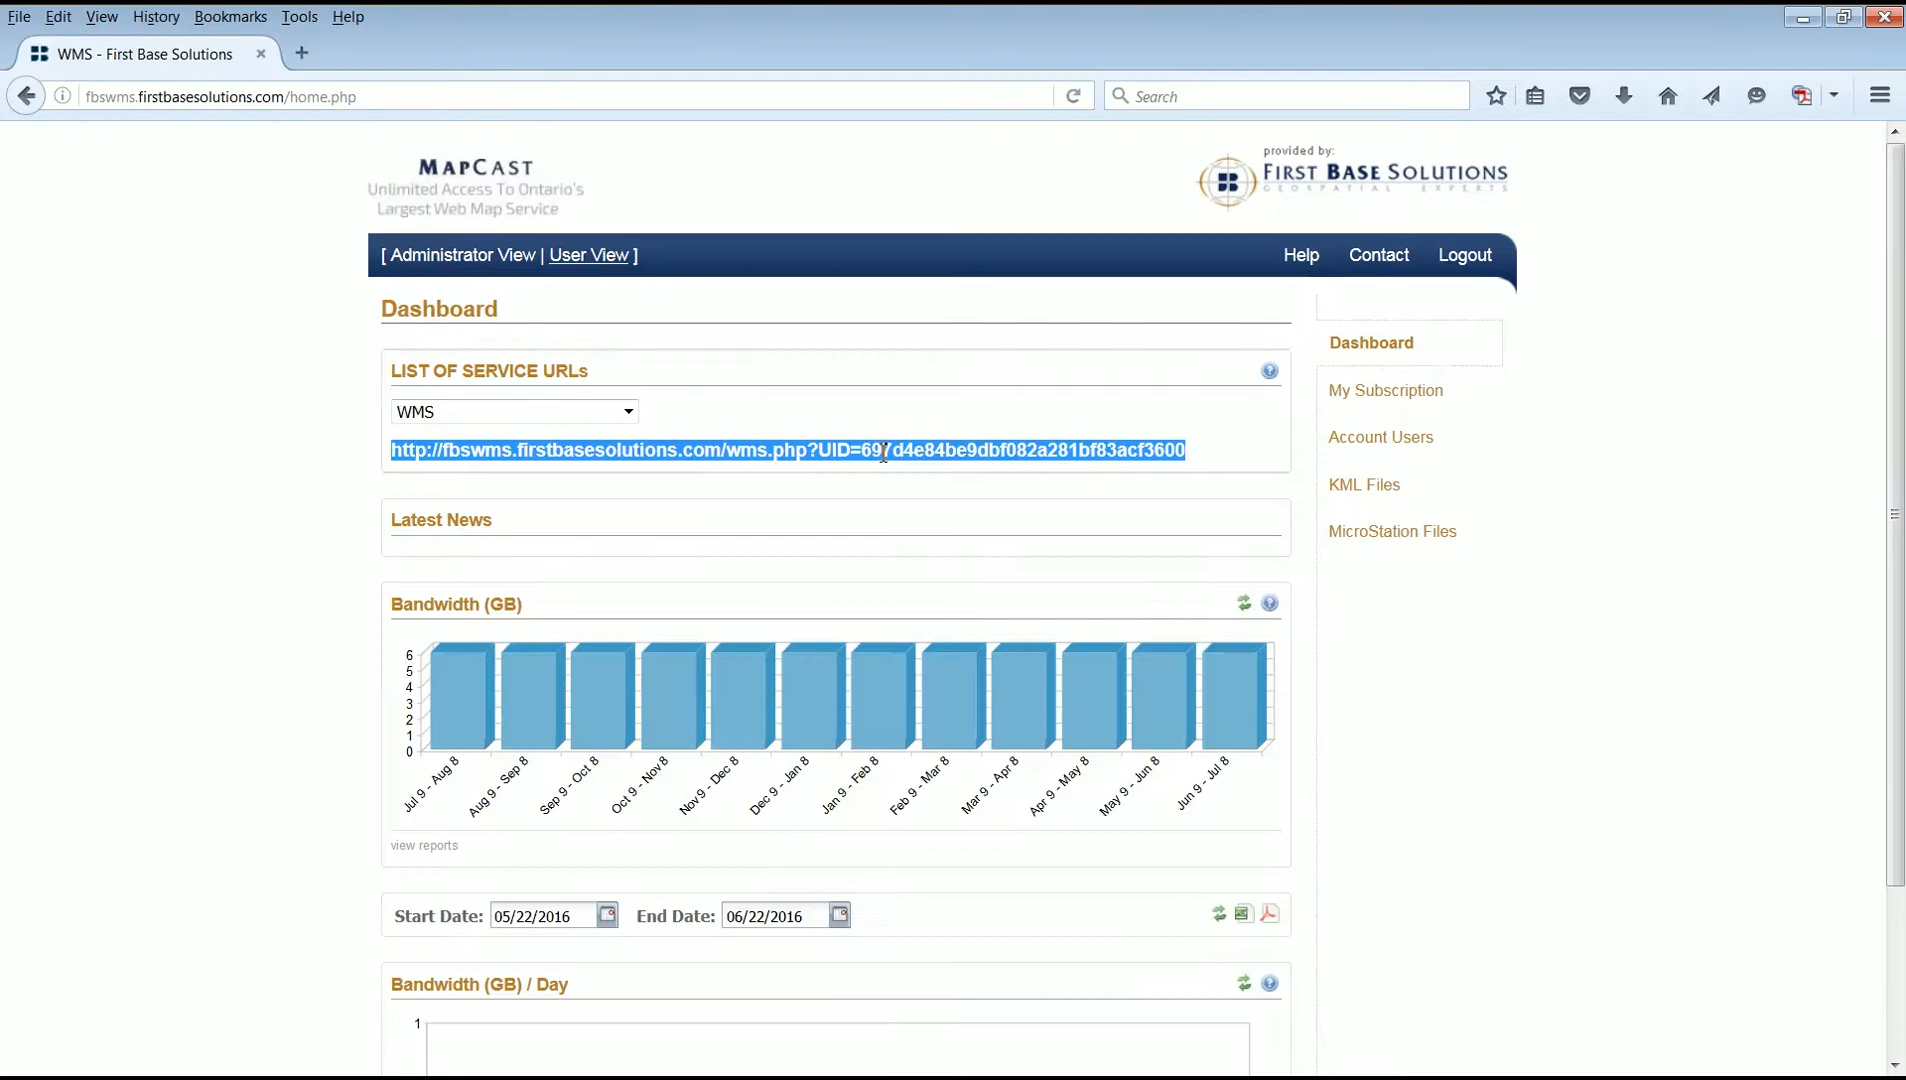 File Edit View History Bookmarks Tools Help
WMS - First Base Solutions
fbswms.firstbasesolutions.com/home.php
Search
MAPCAST
Unlimited Access To Ontario's
Largest Web Map Service
provided by:
FIRST BASE SOLUTIONS
GEOSPATIAL EXPERTS
[ Administrator View | User View ]
Help Contact Logout
Dashboard
LIST OF SERVICE URLs
WMS
http://fbswms.firstbasesolutions.com/wms.php?UID=697d4e84be9dbf082a281bf83acf3600
Latest News
Bandwidth (GB)
6
5
4
3
2
1
0
Jul 9 - Aug 8
Aug 9 - Sep 8
Sep 9 - Oct 8
Oct 9 - Nov 8
Nov 9 - Dec 8
Dec 9 - Jan 8
Jan 9 - Feb 8
Feb 9 - Mar 8
Mar 9 - Apr 8
Apr 9 - May 8
May 9 - Jun 8
Jun 9 - Jul 8
view reports
Start Date: 05/22/2016 End Date: 06/22/2016
Bandwidth (GB) / Day
1
Dashboard
My Subscription
Account Users
KML Files
MicroStation Files